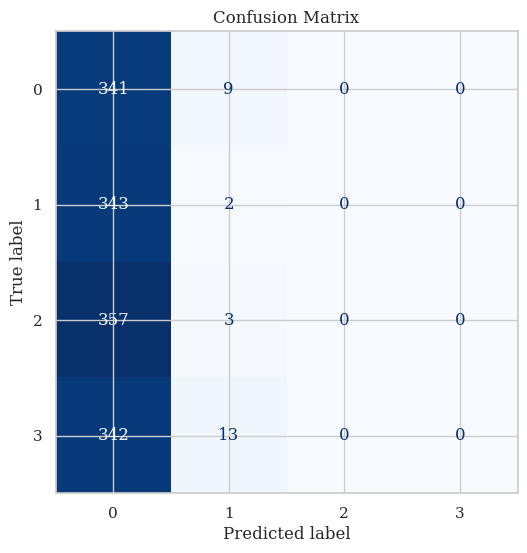 Confusion Matrix
True label
0 341 9 0 0
1 343 2 0 0
2 357 3 0 0
3 342 13 0 0
0 1 2 3
Predicted label